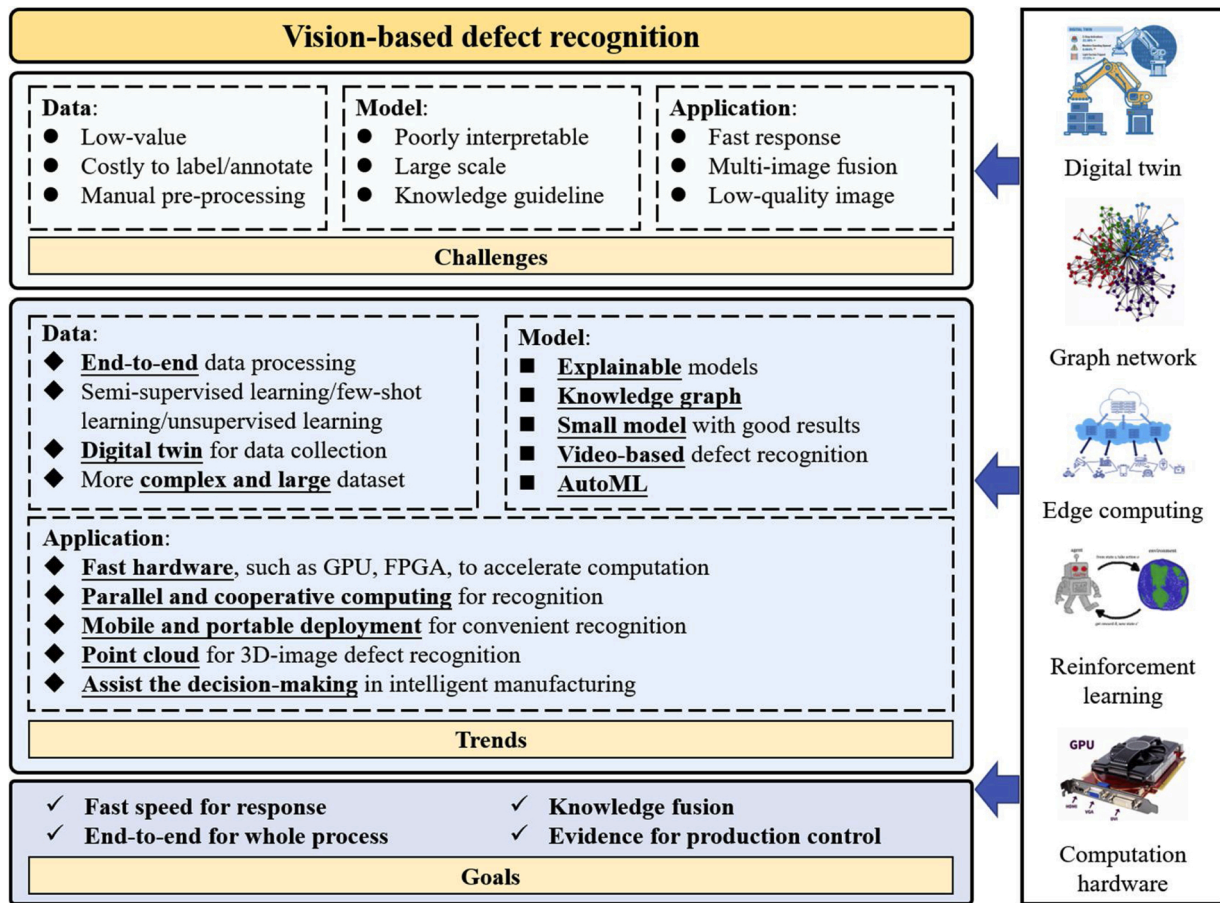 Vision-based defect recognition
Data:
● Low-value
● Costly to label/annotate
● Manual pre-processing
Model:
● Poorly interpretable
● Large scale
● Knowledge guideline
Application:
● Fast response
● Multi-image fusion
● Low-quality image
Challenges
Data:
◆ End-to-end data processing
◆ Semi-supervised learning/few-shot
learning/unsupervised learning
◆ Digital twin for data collection
◆ More complex and large dataset
Model:
■ Explainable models
■ Knowledge graph
■ Small model with good results
■ Video-based defect recognition
■ AutoML
Application:
◆ Fast hardware, such as GPU, FPGA, to accelerate computation
◆ Parallel and cooperative computing for recognition
◆ Mobile and portable deployment for convenient recognition
◆ Point cloud for 3D-image defect recognition
◆ Assist the decision-making in intelligent manufacturing
Trends
✓ Fast speed for response
✓ End-to-end for whole process
✓ Knowledge fusion
✓ Evidence for production control
Goals
DIGITAL TWIN
Digital twin
Graph network
Edge computing
agent
environment
Reinforcement
learning
GPU
HDMI
VGA
DVI
Computation
hardware